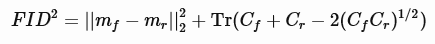 FID² = ||m_f − m_r||₂² + Tr(C_f + C_r − 2(C_f C_r)^{1/2})